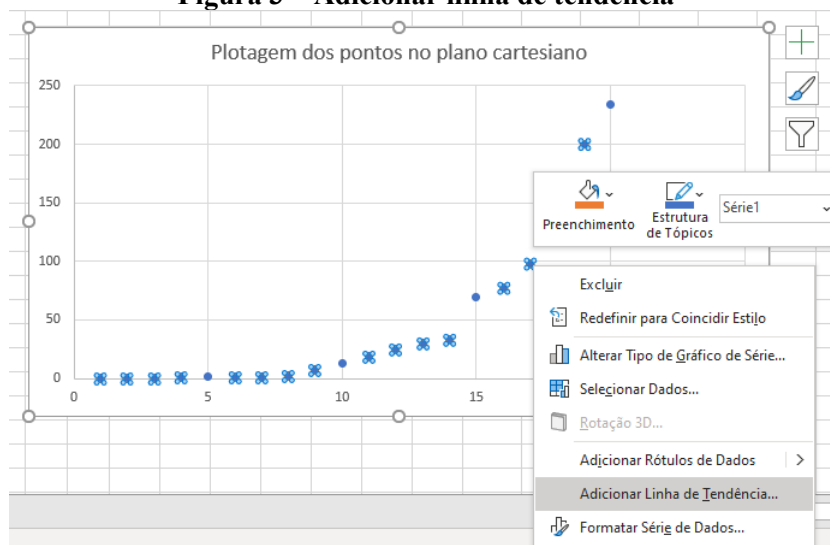 Figura 3 – Adicionar linha de tendência
Plotagem dos pontos no plano cartesiano
250
200
150
100
50
0
0 5 10 15
Preenchimento
Estrutura de Tópicos
Série1
Excluir
Redefinir para Coincidir Estilo
Alterar Tipo de Gráfico de Série...
Selecionar Dados...
Rotação 3D...
Adicionar Rótulos de Dados
Adicionar Linha de Tendência...
Formatar Série de Dados...